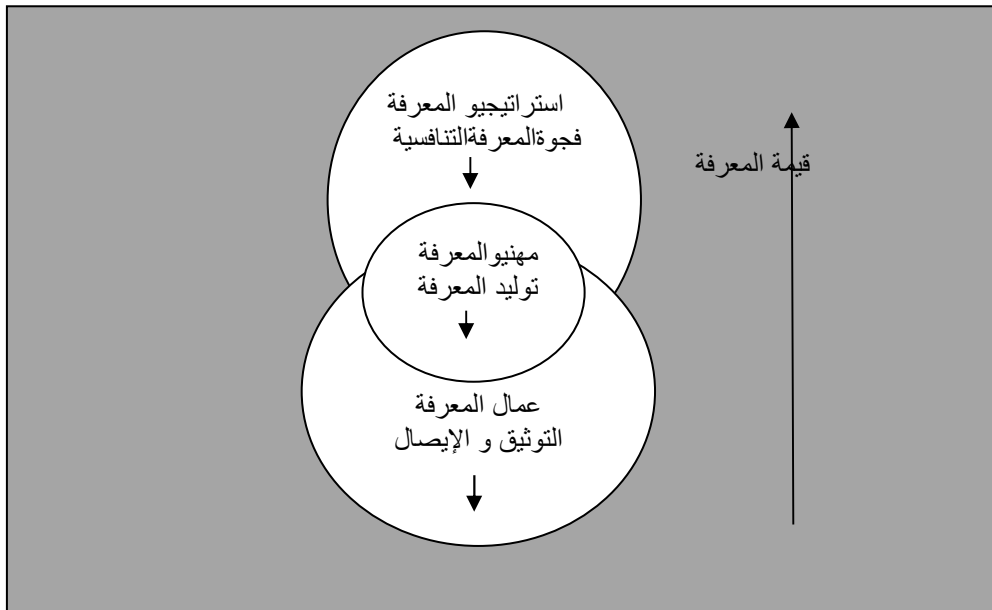 استراتيجيو المعرفة
فجوةالمعرفةالتنافسية
قيمة المعرفة
مهنيوالمعرفة
توليد المعرفة
عمال المعرفة
التوثيق و الإيصال